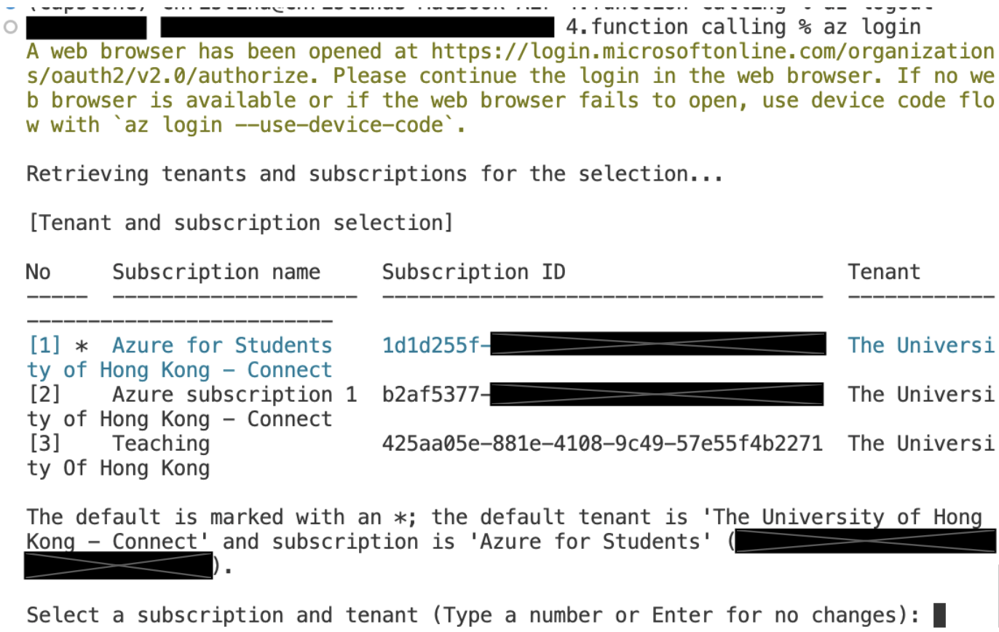 4.function calling % az login
A web browser has been opened at https://login.microsoftonline.com/organization
s/oauth2/v2.0/authorize. Please continue the login in the web browser. If no we
b browser is available or if the web browser fails to open, use device code flo
w with `az login --use-device-code`.
Retrieving tenants and subscriptions for the selection...
[Tenant and subscription selection]
No Subscription name Subscription ID Tenant
----- -------------------- ------------------------------------ ------------
-------------------------
[1] * Azure for Students 1d1d255f- The Universi
ty of Hong Kong - Connect
[2] Azure subscription 1 b2af5377- The Universi
ty of Hong Kong - Connect
[3] Teaching 425aa05e-881e-4108-9c49-57e55f4b2271 The Universi
ty Of Hong Kong
The default is marked with an *; the default tenant is 'The University of Hong
Kong - Connect' and subscription is 'Azure for Students' (
).
Select a subscription and tenant (Type a number or Enter for no changes):